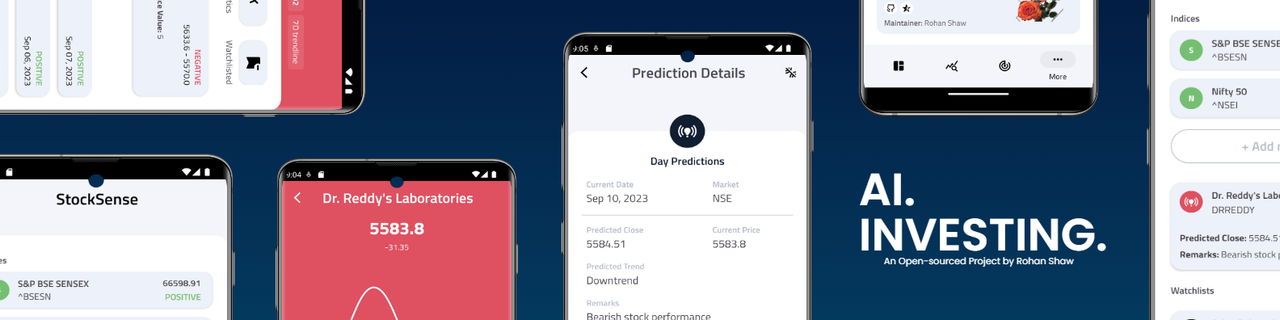 ce Value: 5
5633.6 - 5570.0
NEGATIVE
Sep 06, 2023
POSITIVE
Sep 07, 2023
POSITIVE
tics
Watchlisted
7D trendline
StockSense
es
S&P BSE SENSEX
66598.91
^BSESN
POSITIVE
9:04
Dr. Reddy's Laboratories
5583.8
-31.35
9:05
Prediction Details
Day Predictions
Current Date
Market
Sep 10, 2023
NSE
Predicted Close
Current Price
5584.51
5583.8
Predicted Trend
Downtrend
Remarks
Bearish stock performance
Maintainer: Rohan Shaw
More
AI.
INVESTING.
An Open-sourced Project by Rohan Shaw
Indices
S
S&P BSE SENSE
^BSESN
N
Nifty 50
^NSEI
+ Add
Dr. Reddy's Labo
DRREDDY
Predicted Close: 5584.51
Remarks: Bearish stock p
Watchlists